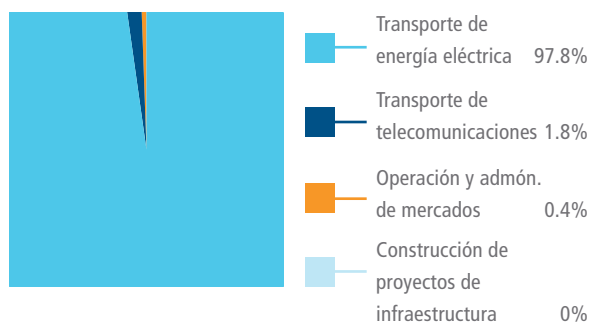 Transporte de
energía eléctrica 97.8%
Transporte de
telecomunicaciones 1.8%
Operación y admón.
de mercados 0.4%
Construcción de
proyectos de
infraestructura 0%